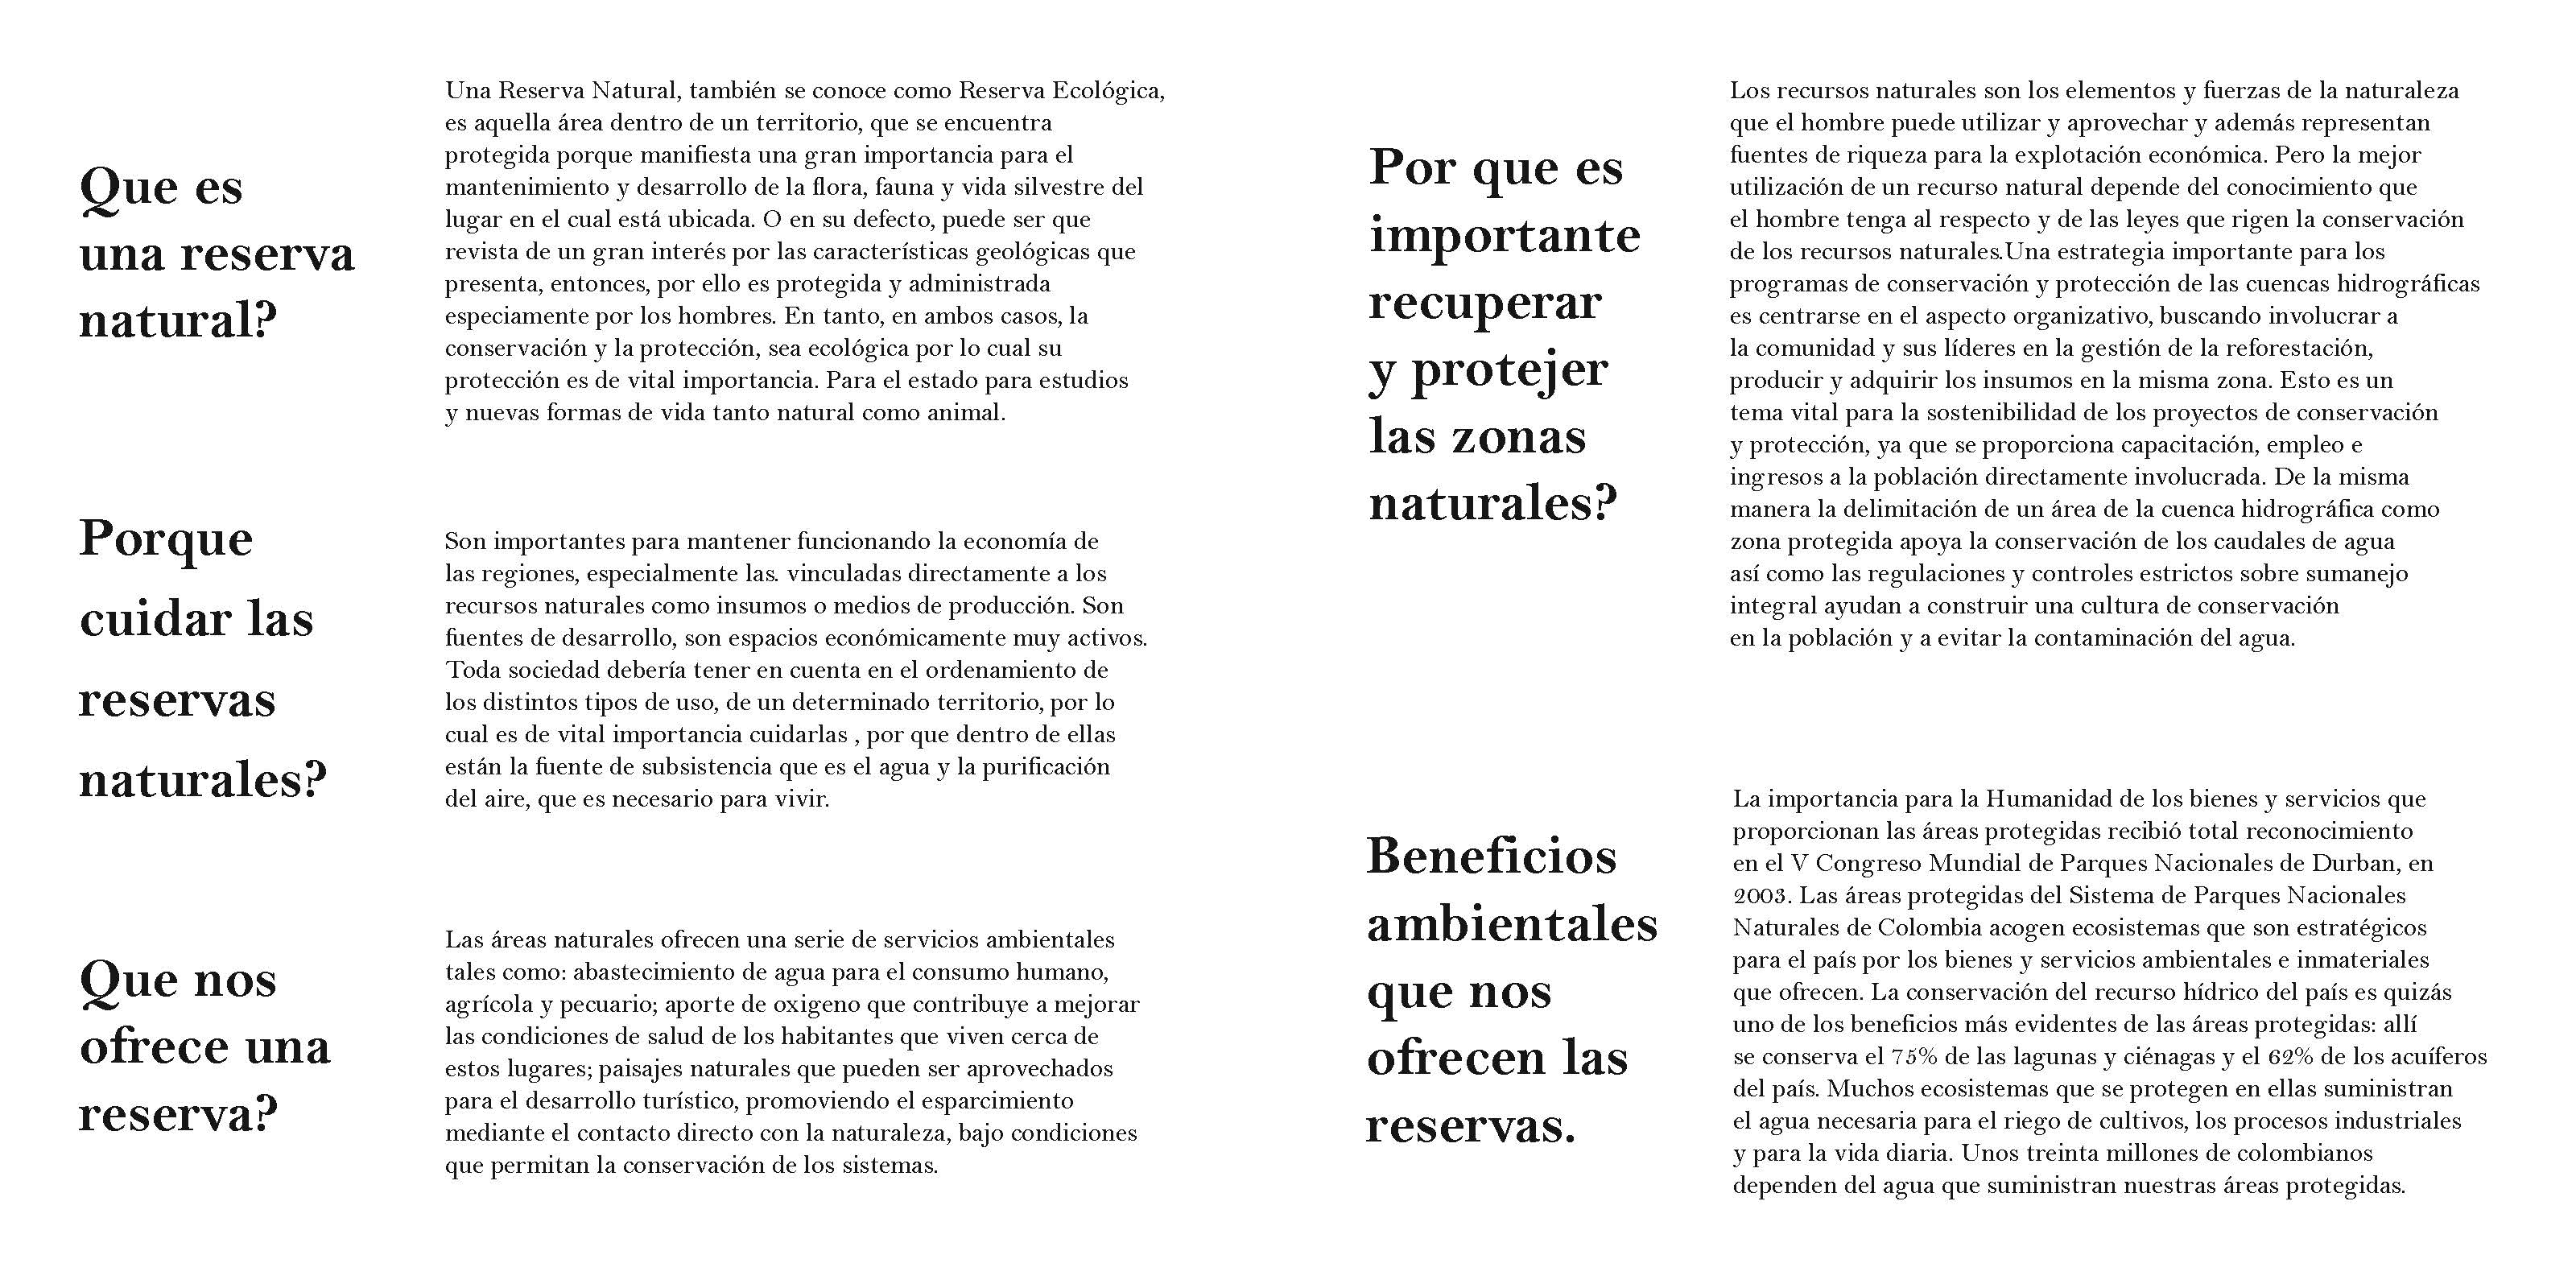 Que es
una reserva
natural?
Una Reserva Natural, también se conoce como Reserva Ecológica,
es aquella área dentro de un territorio, que se encuentra
protegida porque manifiesta una gran importancia para el
mantenimiento y desarrollo de la flora, fauna y vida silvestre del
lugar en el cual está ubicada. O en su defecto, puede ser que
revista de un gran interés por las características geológicas que
presenta, entonces, por ello es protegida y administrada
especiamente por los hombres. En tanto, en ambos casos, la
conservación y la protección, sea ecológica por lo cual su
protección es de vital importancia. Para el estado para estudios
y nuevas formas de vida tanto natural como animal.
Porque
cuidar las
reservas
naturales?
Son importantes para mantener funcionando la economía de
las regiones, especialmente las. vinculadas directamente a los
recursos naturales como insumos o medios de producción. Son
fuentes de desarrollo, son espacios económicamente muy activos.
Toda sociedad debería tener en cuenta en el ordenamiento de
los distintos tipos de uso, de un determinado territorio, por lo
cual es de vital importancia cuidarlas , por que dentro de ellas
están la fuente de subsistencia que es el agua y la purificación
del aire, que es necesario para vivir.
Que nos
ofrece una
reserva?
Las áreas naturales ofrecen una serie de servicios ambientales
tales como: abastecimiento de agua para el consumo humano,
agrícola y pecuario; aporte de oxigeno que contribuye a mejorar
las condiciones de salud de los habitantes que viven cerca de
estos lugares; paisajes naturales que pueden ser aprovechados
para el desarrollo turístico, promoviendo el esparcimiento
mediante el contacto directo con la naturaleza, bajo condiciones
que permitan la conservación de los sistemas.
Por que es
importante
recuperar
y protejer
las zonas
naturales?
Los recursos naturales son los elementos y fuerzas de la naturaleza
que el hombre puede utilizar y aprovechar y además representan
fuentes de riqueza para la explotación económica. Pero la mejor
utilización de un recurso natural depende del conocimiento que
el hombre tenga al respecto y de las leyes que rigen la conservación
de los recursos naturales.Una estrategia importante para los
programas de conservación y protección de las cuencas hidrográficas
es centrarse en el aspecto organizativo, buscando involucrar a
la comunidad y sus líderes en la gestión de la reforestación,
producir y adquirir los insumos en la misma zona. Esto es un
tema vital para la sostenibilidad de los proyectos de conservación
y protección, ya que se proporciona capacitación, empleo e
ingresos a la población directamente involucrada. De la misma
manera la delimitación de un área de la cuenca hidrográfica como
zona protegida apoya la conservación de los caudales de agua
así como las regulaciones y controles estrictos sobre sumanejo
integral ayudan a construir una cultura de conservación
en la población y a evitar la contaminación del agua.
Beneficios
ambientales
que nos
ofrecen las
reservas.
La importancia para la Humanidad de los bienes y servicios que
proporcionan las áreas protegidas recibió total reconocimiento
en el V Congreso Mundial de Parques Nacionales de Durban, en
2003. Las áreas protegidas del Sistema de Parques Nacionales
Naturales de Colombia acogen ecosistemas que son estratégicos
para el país por los bienes y servicios ambientales e inmateriales
que ofrecen. La conservación del recurso hídrico del país es quizás
uno de los beneficios más evidentes de las áreas protegidas: allí
se conserva el 75% de las lagunas y ciénagas y el 62% de los acuíferos
del país. Muchos ecosistemas que se protegen en ellas suministran
el agua necesaria para el riego de cultivos, los procesos industriales
y para la vida diaria. Unos treinta millones de colombianos
dependen del agua que suministran nuestras áreas protegidas.